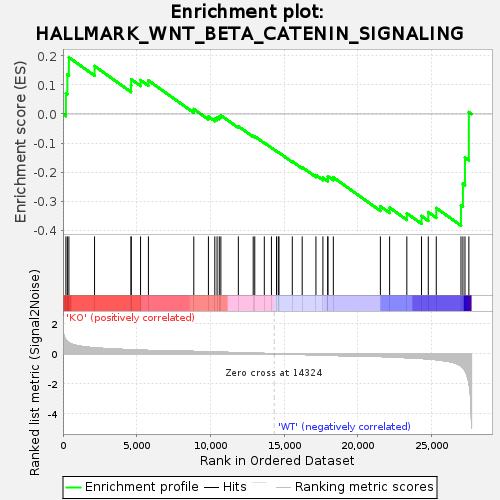 Enrichment plot:
HALLMARK_WNT_BETA_CATENIN_SIGNALING
Enrichment score (ES)
0.2
0.1
0.0
-0.1
-0.2
-0.3
-0.4
'KO' (positively correlated)
Ranked list metric (Signal2Noise)
2
0
-2
-4
Zero cross at 14324
'WT' (negatively correlated)
0
5,000
10,000
15,000
20,000
25,000
Rank in Ordered Dataset
Enrichment profile
Hits
Ranking metric scores